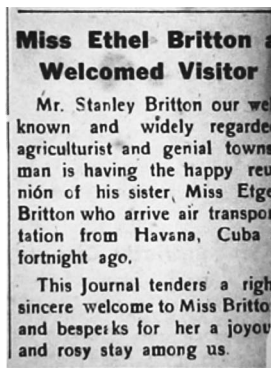 Miss Ethel Britton a
Welcomed Visitor
Mr. Stanley Britton our we
known and widely regarde
agriculturist and genial towns
man is having the happy reu
nión of his sister, Miss Etge
Britton who arrive air transpor
tation from Havana, Cuba
fortnight ago.
This Journal tenders a righ
sincere welcome to Miss Britto
and bespeaks for her a joyou
and rosy stay among us.